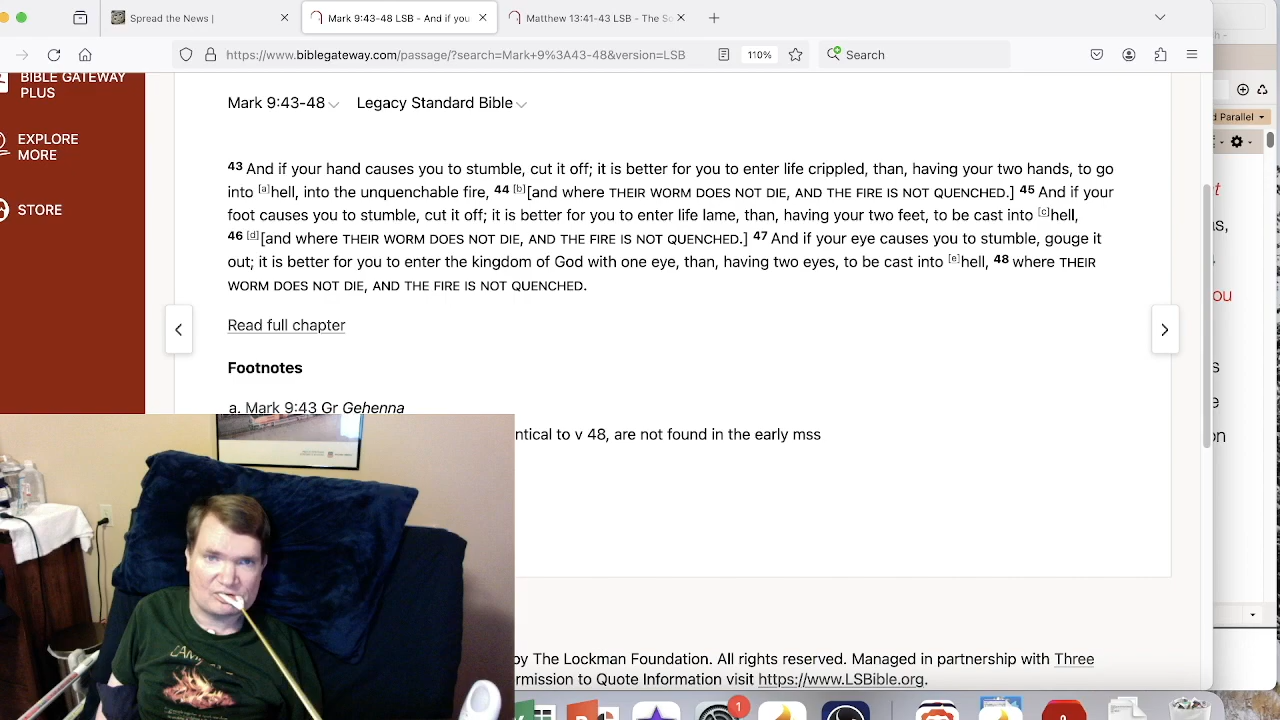 Spread the News |
Mark 9:43-48 LSB - And if you
Matthew 13:41-43 LSB - The So
https://www.biblegateway.com/passage/?search=Mark+9%3A43-48&version=LSB
110%
Search
BIBLE GATEWAY
PLUS
EXPLORE
MORE
STORE
Mark 9:43-48 Legacy Standard Bible
43 And if your hand causes you to stumble, cut it off; it is better for you to enter life crippled, than, having your two hands, to go
into [a]hell, into the unquenchable fire, 44 [b][and where THEIR WORM DOES NOT DIE, AND THE FIRE IS NOT QUENCHED.] 45 And if your
foot causes you to stumble, cut it off; it is better for you to enter life lame, than, having your two feet, to be cast into [c]hell,
46 [d][and where THEIR WORM DOES NOT DIE, AND THE FIRE IS NOT QUENCHED.] 47 And if your eye causes you to stumble, gouge it
out; it is better for you to enter the kingdom of God with one eye, than, having two eyes, to be cast into [e]hell, 48 where THEIR
WORM DOES NOT DIE, AND THE FIRE IS NOT QUENCHED.
Read full chapter
Footnotes
a. Mark 9:43 Gr Gehenna
ntical to v 48, are not found in the early mss
by The Lockman Foundation. All rights reserved. Managed in partnership with Three
rmission to Quote Information visit https://www.LSBible.org.
d Parallel
ou
on
1